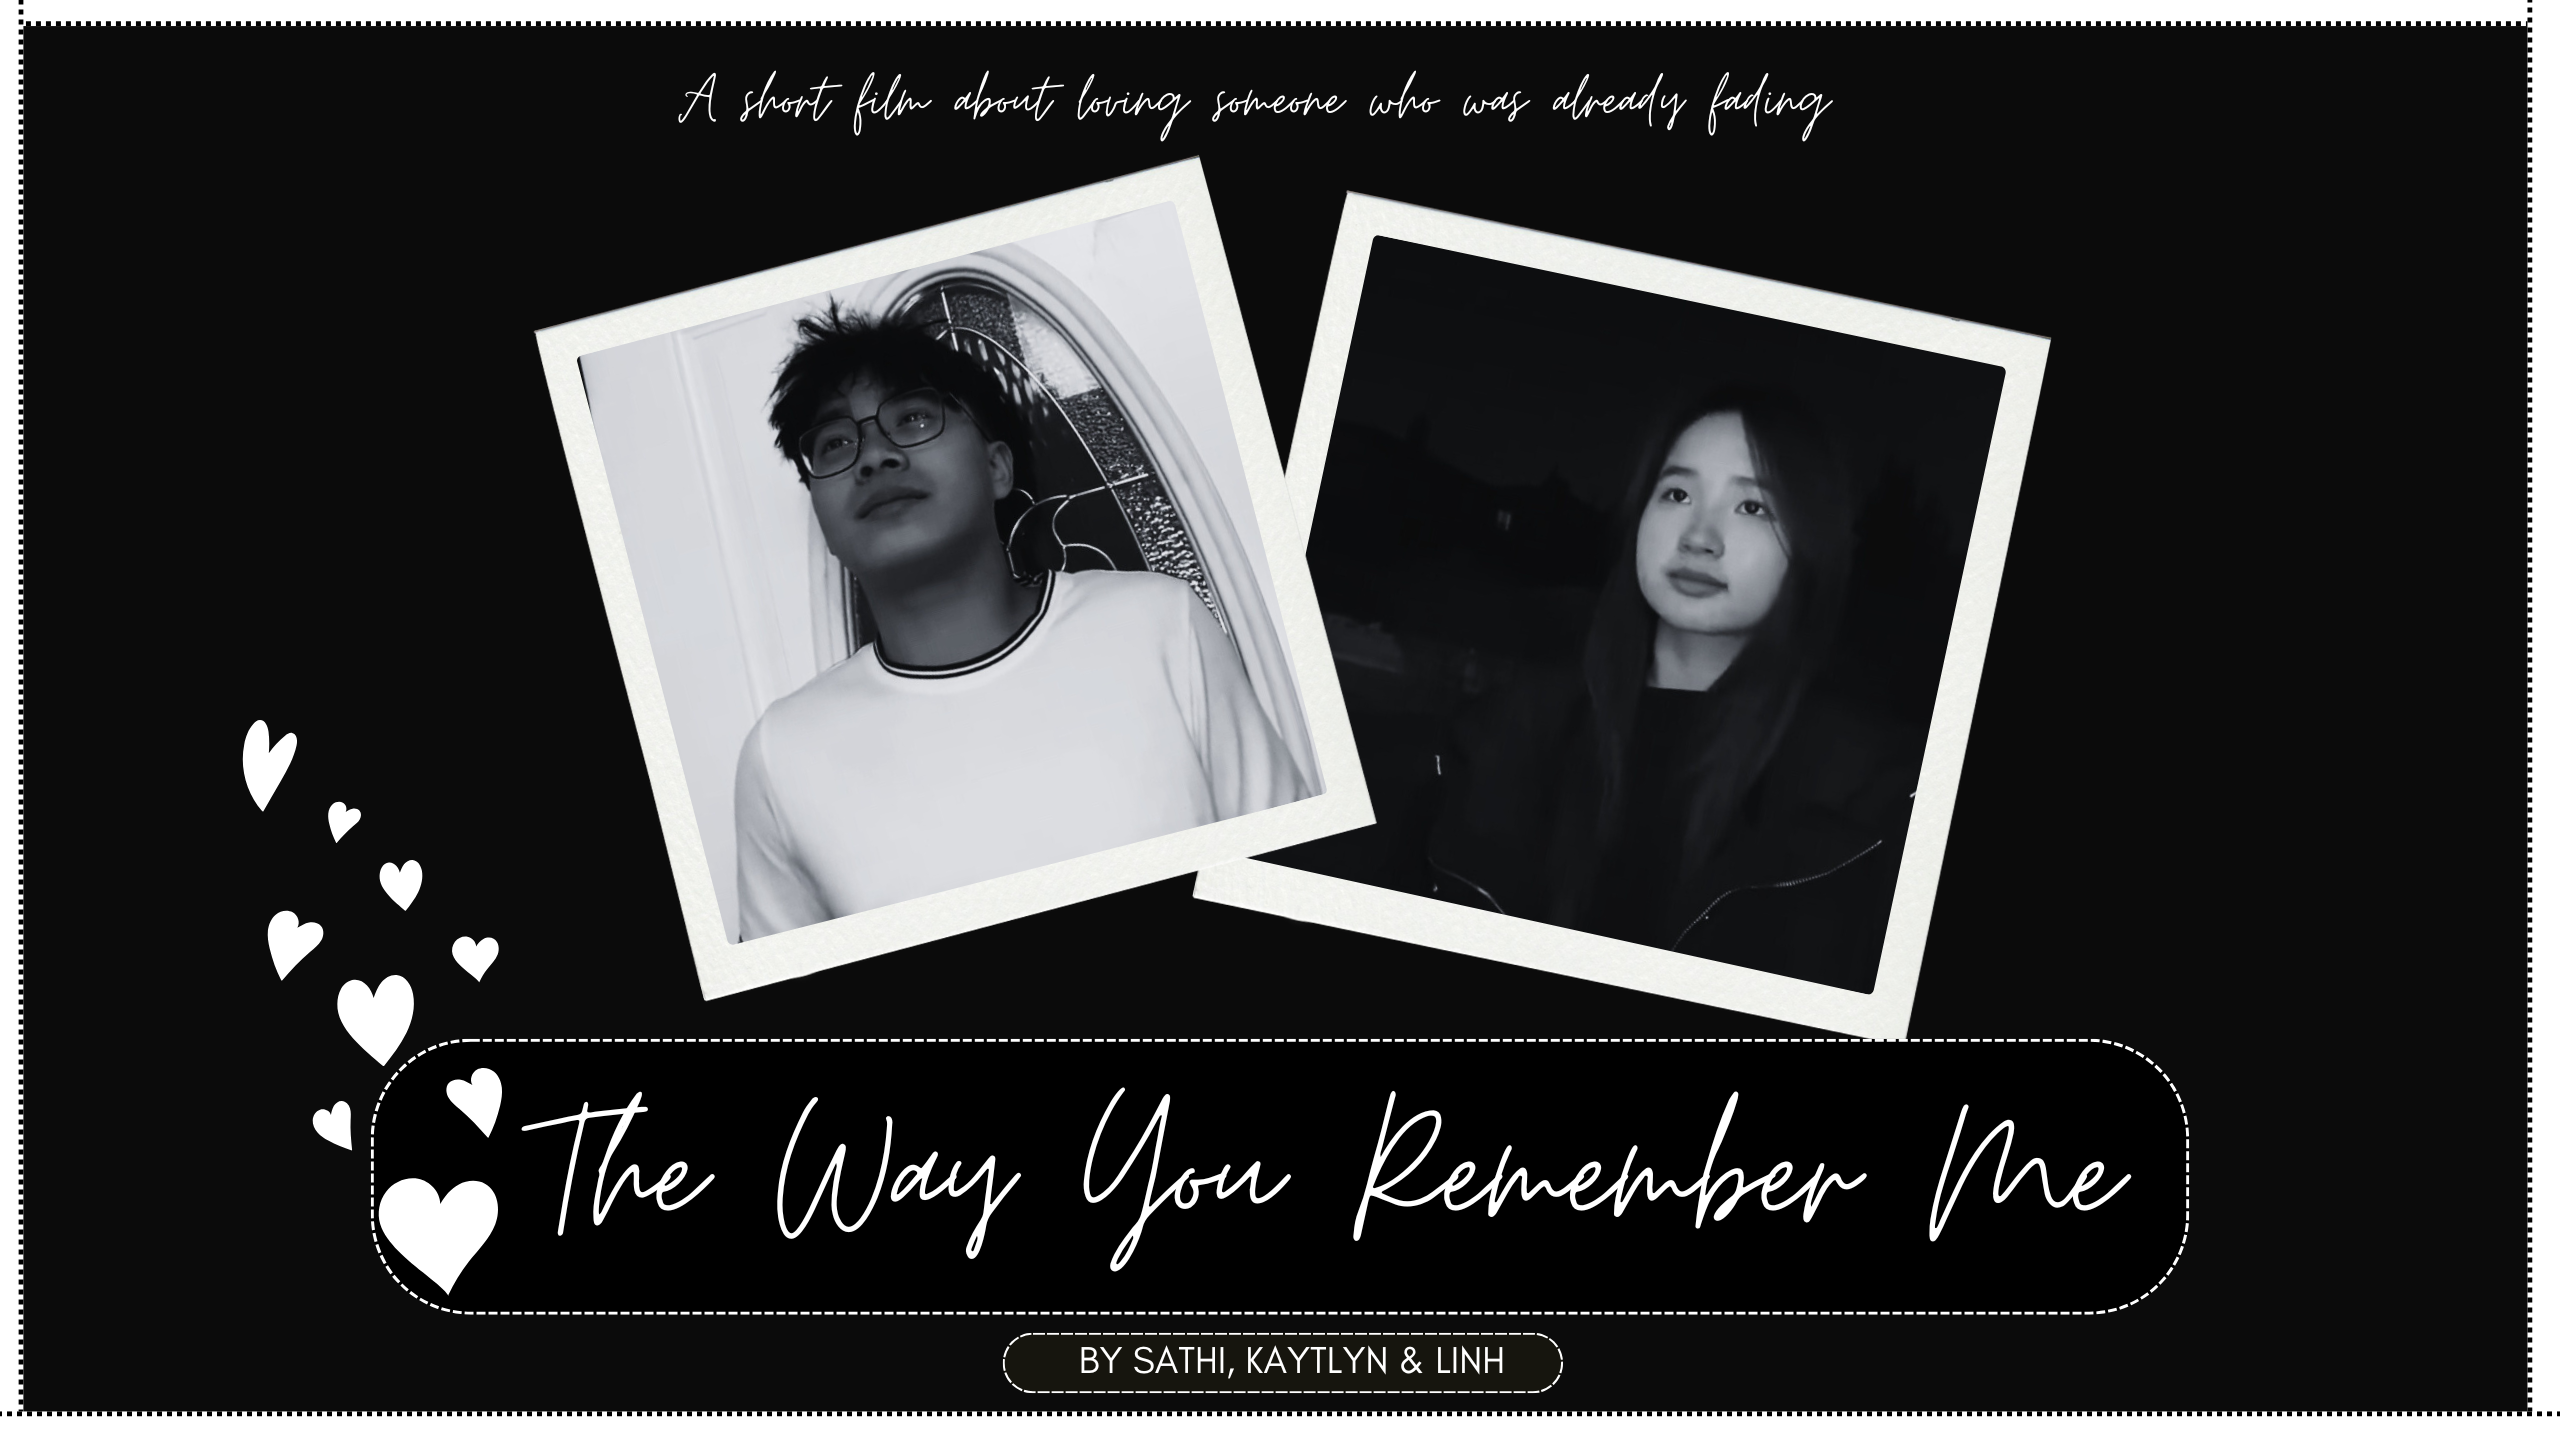 A short film about loving someone who was already fading
The Way You Remember Me
BY SATHI, KAYTLYN & LINH